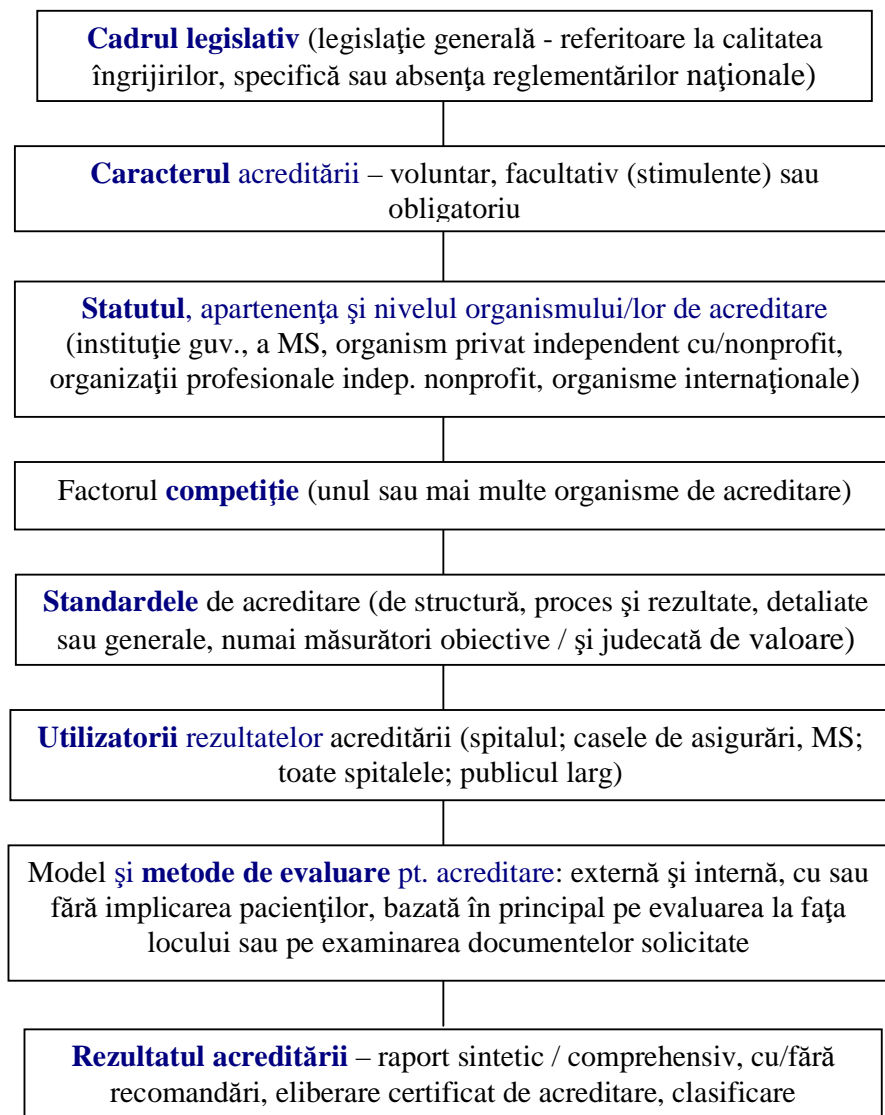 Cadrul legislativ (legislaţie generală - referitoare la calitatea
îngrijirilor, specifică sau absenţa reglementărilor naţionale)
Caracterul acreditării – voluntar, facultativ (stimulente) sau
obligatoriu
Statutul, apartenenţa şi nivelul organismului/lor de acreditare
(instituţie guv., a MS, organism privat independent cu/nonprofit,
organizaţii profesionale indep. nonprofit, organisme internaţionale)
Factorul competiţie (unul sau mai multe organisme de acreditare)
Standardele de acreditare (de structură, proces şi rezultate, detaliate
sau generale, numai măsurători obiective / şi judecată de valoare)
Utilizatorii rezultatelor acreditării (spitalul; casele de asigurări, MS;
toate spitalele; publicul larg)
Model şi metode de evaluare pt. acreditare: externă şi internă, cu sau
fără implicarea pacienţilor, bazată în principal pe evaluarea la faţa
locului sau pe examinarea documentelor solicitate
Rezultatul acreditării – raport sintetic / comprehensiv, cu/fără
recomandări, eliberare certificat de acreditare, clasificare